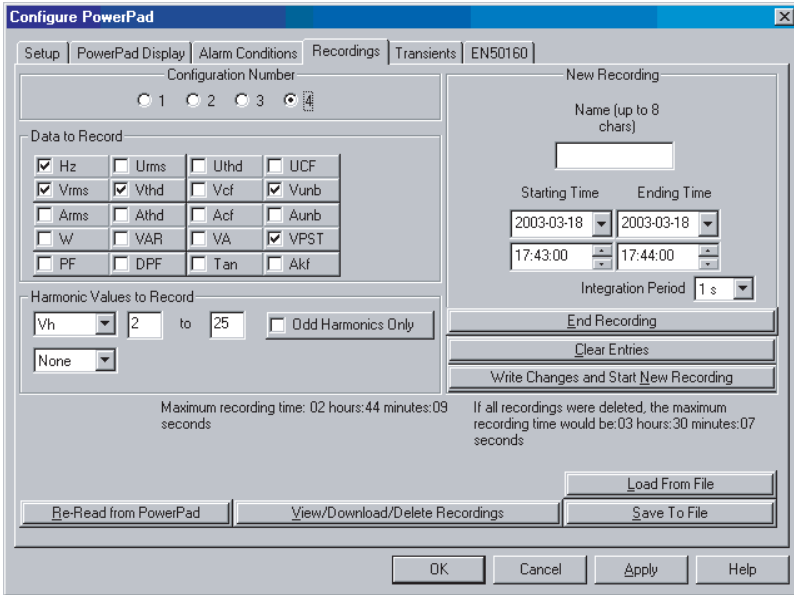 Configure PowerPad
Setup PowerPad Display Alarm Conditions Recordings Transients EN50160
Configuration Number
1 2 3 4
Data to Record
Hz Urms Uthd UCF
Vrms Vthd Vcf Vunb
Arms Athd Acf Aunb
W VAR VA VPST
PF DPF Tan Akf
Harmonic Values to Record
Vh 2 to 25 Odd Harmonics Only
None
New Recording
Name (up to 8
chars)
Starting Time Ending Time
2003-03-18 2003-03-18
17:43:00 17:44:00
Integration Period 1 s
End Recording
Clear Entries
Write Changes and Start New Recording
Maximum recording time: 02 hours:44 minutes:09
seconds
If all recordings were deleted, the maximum
recording time would be:03 hours:30 minutes:07
seconds
Load From File
Re-Read from PowerPad View/Download/Delete Recordings Save To File
OK Cancel Apply Help